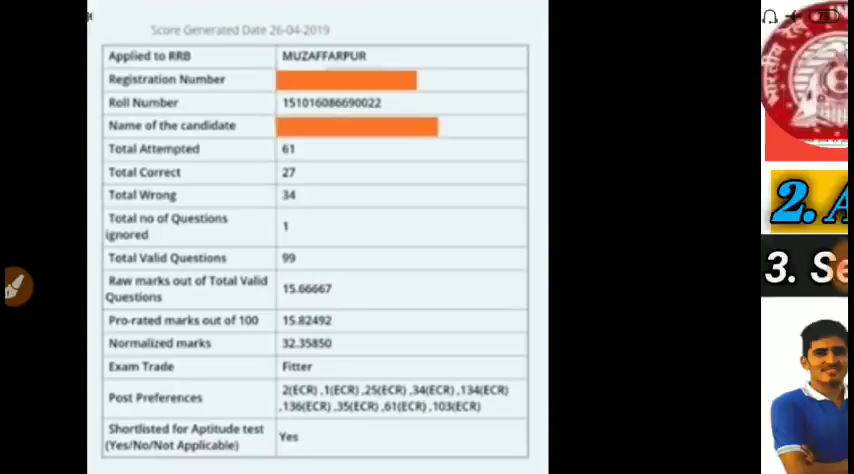 Score Generated Date 26-04-2019
78
Applied to RRB MUZAFFARPUR
Registration Number
Roll Number 151016086690022
Name of the candidate
Total Attempted 61
Total Correct 27
Total Wrong 34
Total no of Questions
ignored 1
Total Valid Questions 99
Raw marks out of Total Valid
Questions 15.66667
Pro-rated marks out of 100 15.82492
Normalized marks 32.35850
Exam Trade Fitter
Post Preferences 2(ECR) ,1(ECR) ,25(ECR) ,34(ECR) ,134(ECR)
,136(ECR) ,35(ECR) ,61(ECR) ,103(ECR)
Shortlisted for Aptitude test
(Yes/No/Not Applicable) Yes
भारतीय रेल
2. A
3. Se